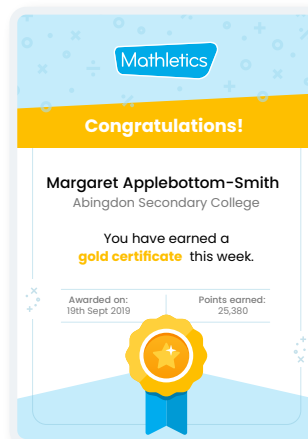 Mathletics
Congratulations!
Margaret Applebottom-Smith
Abingdon Secondary College
You have earned a
gold certificate this week.
Awarded on:
19th Sept 2019
Points earned:
25,380